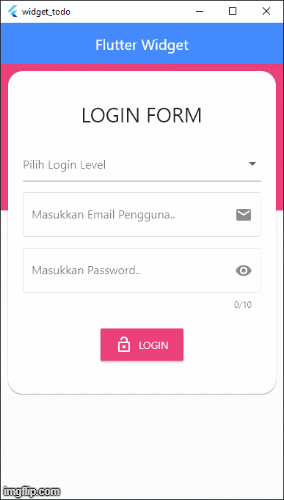 widget_todo
Flutter Widget
LOGIN FORM
Pilih Login Level
Masukkan Email Pengguna..
Masukkan Password..
0/10
LOGIN
imgflip.com